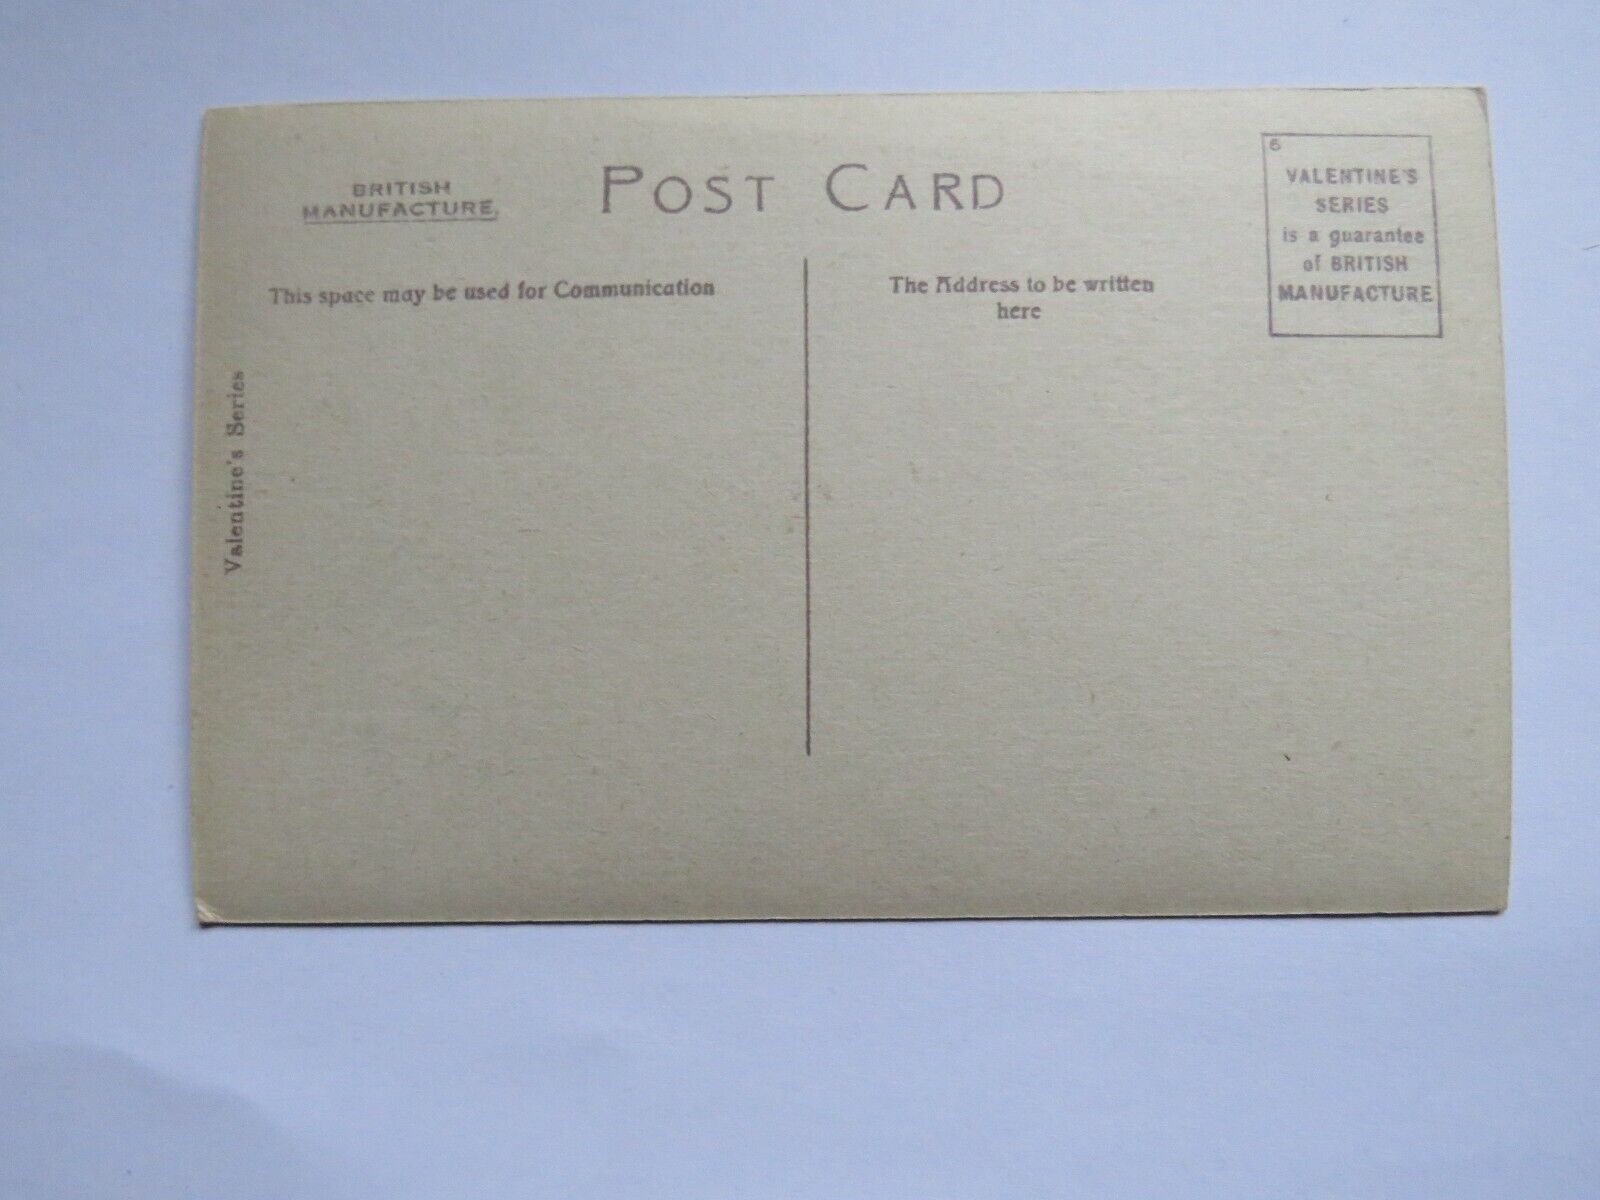 BRITISH
MANUFACTURE.
POST CARD
6
VALENTINE'S
SERIES
is a guarantee
of BRITISH
MANUFACTURE
This space may be used for Communication
The Address to be written
here
Valentine's Series